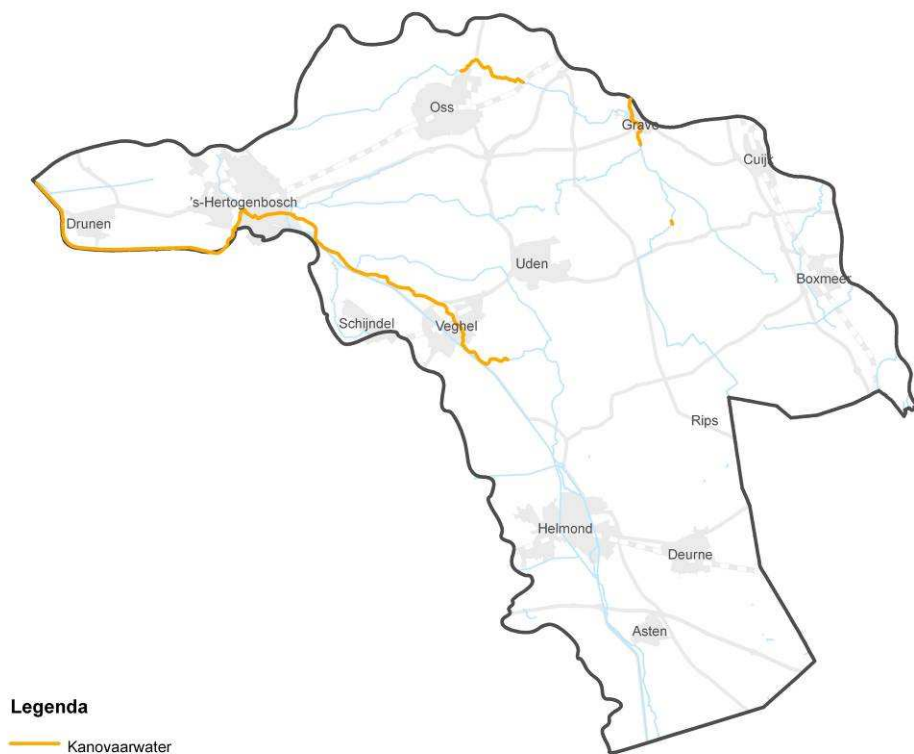 Oss
Grave
Cuijk
's-Hertogenbosch
Drunen
Uden
Boxmeer
Schijndel
Veghel
Rips
Helmond
Deurne
Asten
Legenda
Kanovaarwater